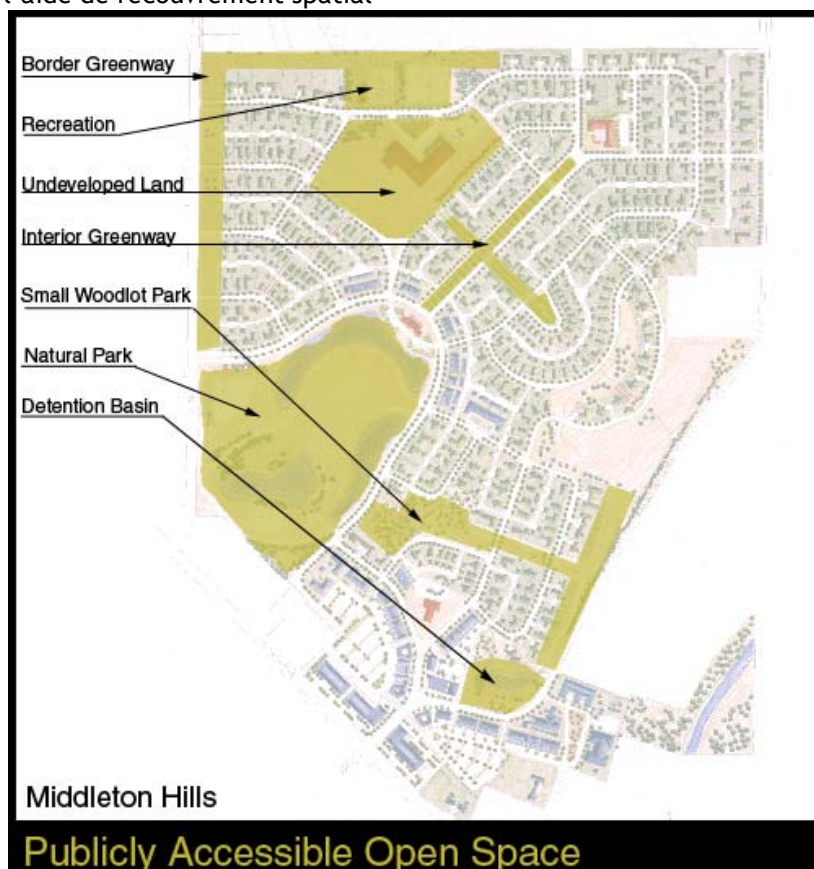 l'aide de recouvrement spatial
Border Greenway
Recreation
Undeveloped Land
Interior Greenway
Small Woodlot Park
Natural Park
Detention Basin
Middleton Hills
Publicly Accessible Open Space